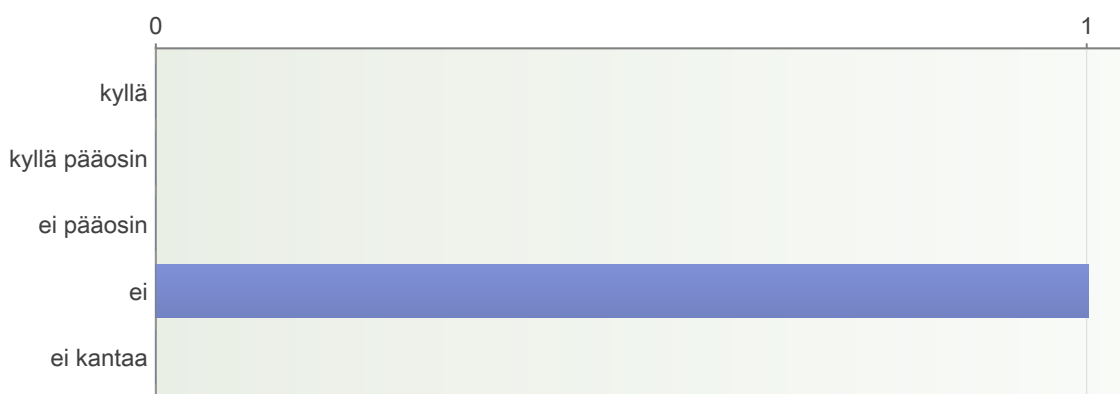 0 1
kyllä
kyllä pääosin
ei pääosin
ei
ei kantaa